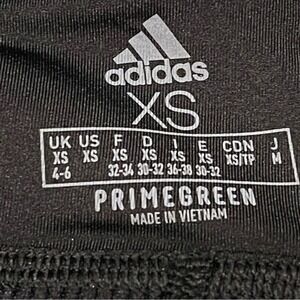 adidas
XS
UK US F D I E CDN J
XS XS XS XS XS XS XS/TP M
4-6 32-34 30-32 36-38 30-32
PRIMEGREEN
MADE IN VIETNAM